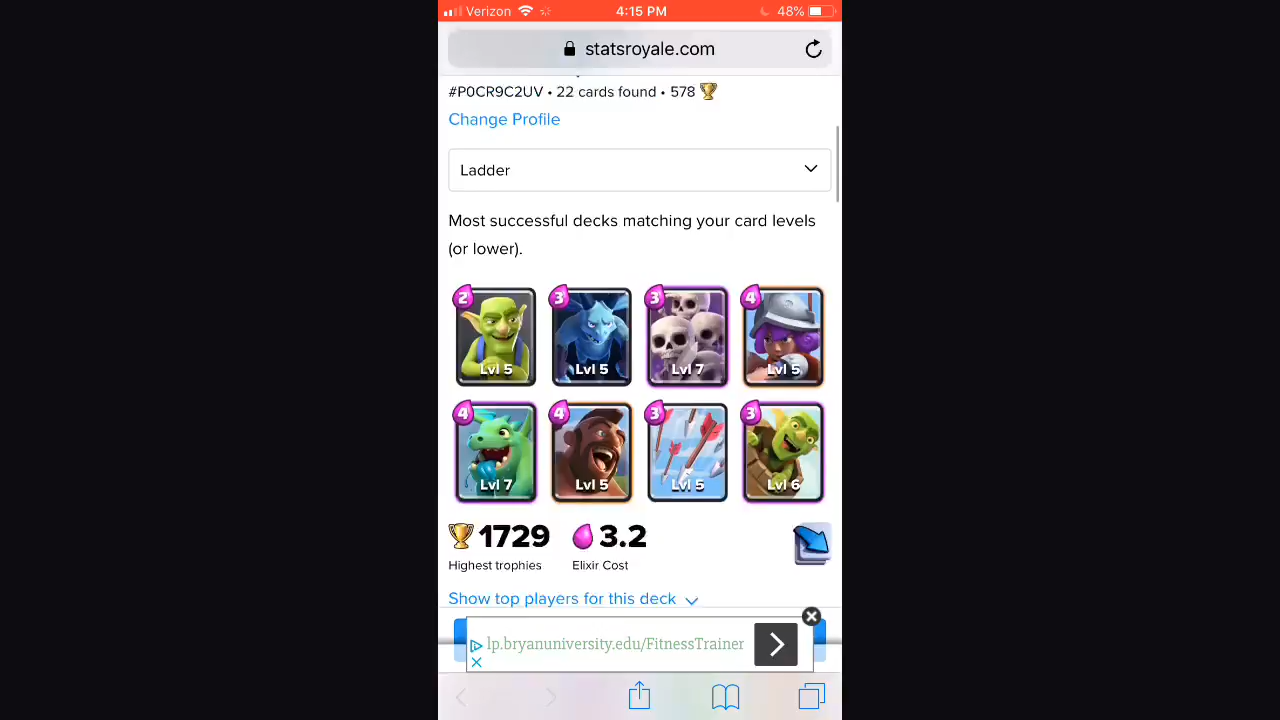 Verizon 4:15 PM 48%
statsroyale.com
#P0CR9C2UV • 22 cards found • 578
Change Profile
Ladder
Most successful decks matching your card levels
(or lower).
2 3 3 4
Lvl 5 Lvl 5 Lvl 7 Lvl 5
4 4 3 3
Lvl 7 Lvl 5 Lvl 5 Lvl 6
1729 3.2
Highest trophies Elixir Cost
Show top players for this deck
lp.bryanuniversity.edu/FitnessTrainer